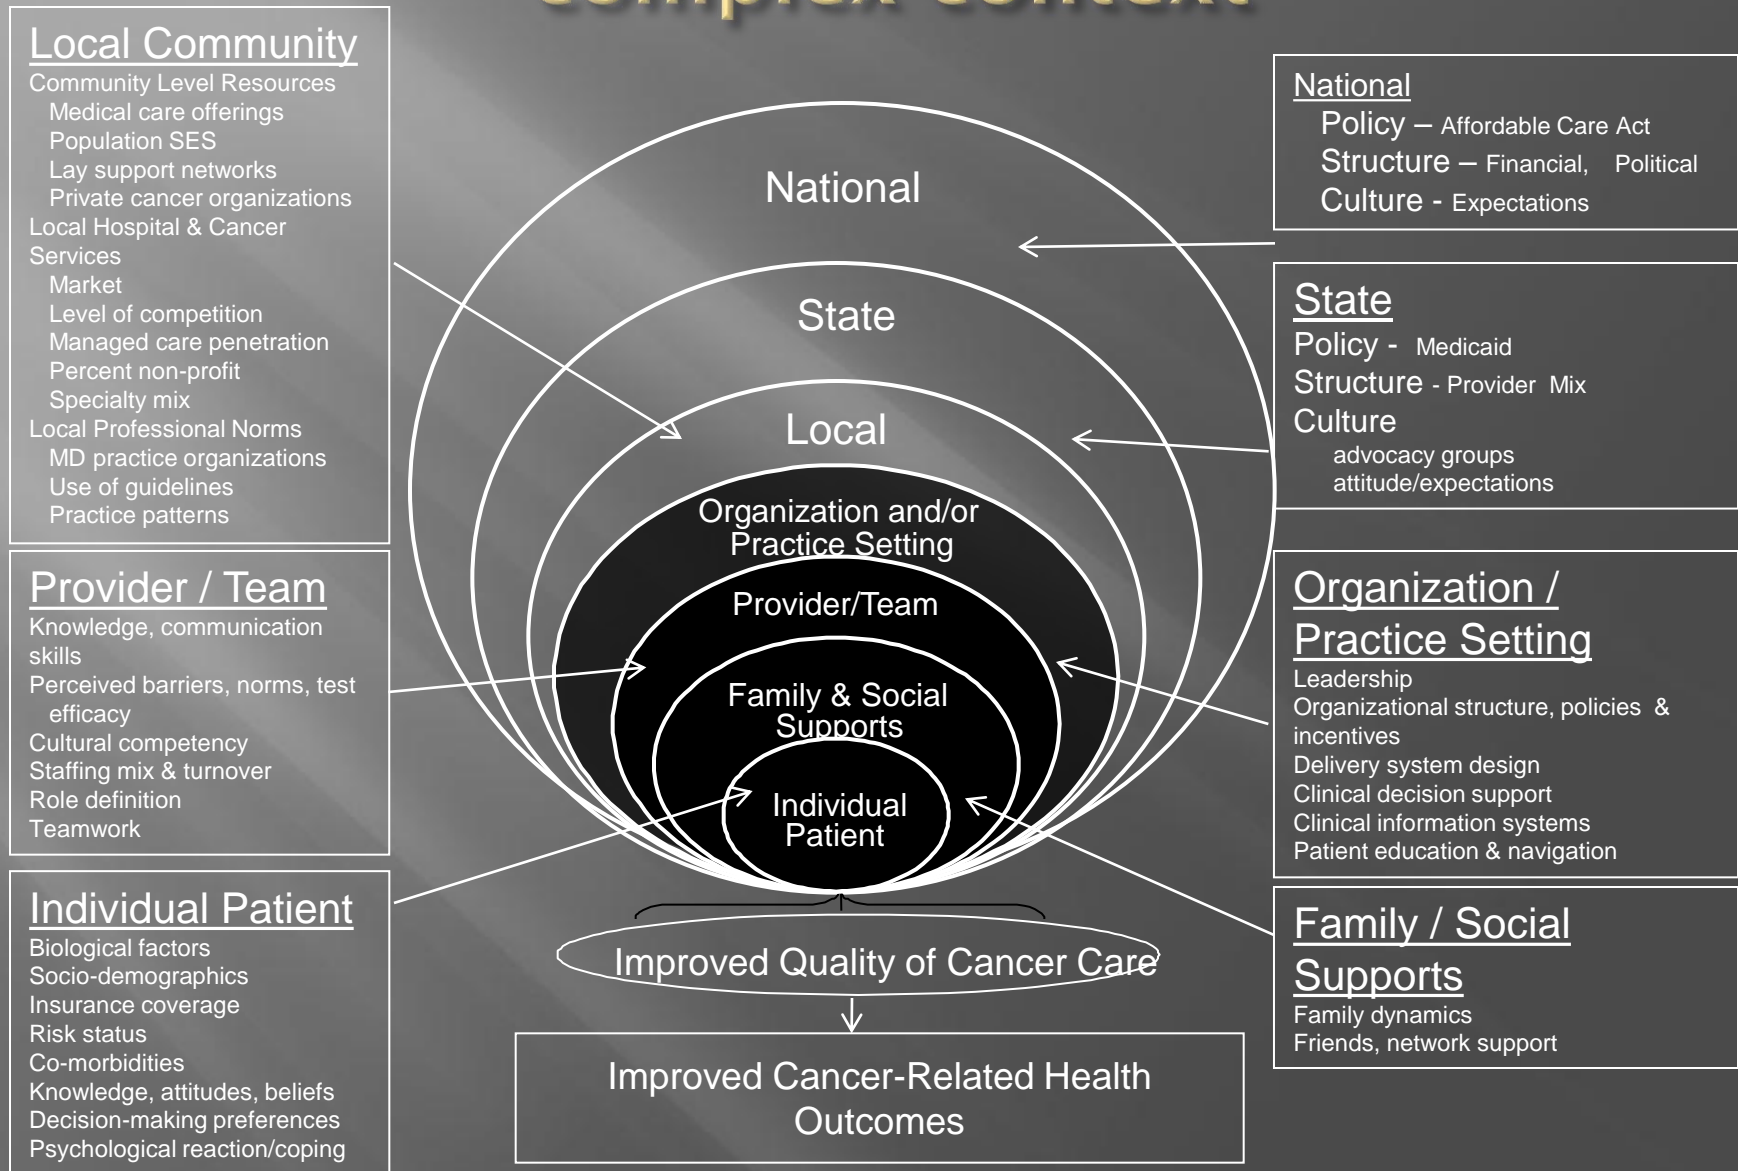 complex context
Local Community
Community Level Resources
Medical care offerings
Population SES
Lay support networks
Private cancer organizations
Local Hospital & Cancer
Services
Market
Level of competition
Managed care penetration
Percent non-profit
Specialty mix
Local Professional Norms
MD practice organizations
Use of guidelines
Practice patterns
Provider / Team
Knowledge, communication
skills
Perceived barriers, norms, test
efficacy
Cultural competency
Staffing mix & turnover
Role definition
Teamwork
Individual Patient
Biological factors
Socio-demographics
Insurance coverage
Risk status
Co-morbidities
Knowledge, attitudes, beliefs
Decision-making preferences
Psychological reaction/coping
National
State
Local
Organization and/or
Practice Setting
Provider/Team
Family & Social
Supports
Individual
Patient
Improved Quality of Cancer Care
Improved Cancer-Related Health
Outcomes
National
Policy – Affordable Care Act
Structure – Financial, Political
Culture - Expectations
State
Policy - Medicaid
Structure - Provider Mix
Culture
advocacy groups
attitude/expectations
Organization /
Practice Setting
Leadership
Organizational structure, policies &
incentives
Delivery system design
Clinical decision support
Clinical information systems
Patient education & navigation
Family / Social
Supports
Family dynamics
Friends, network support